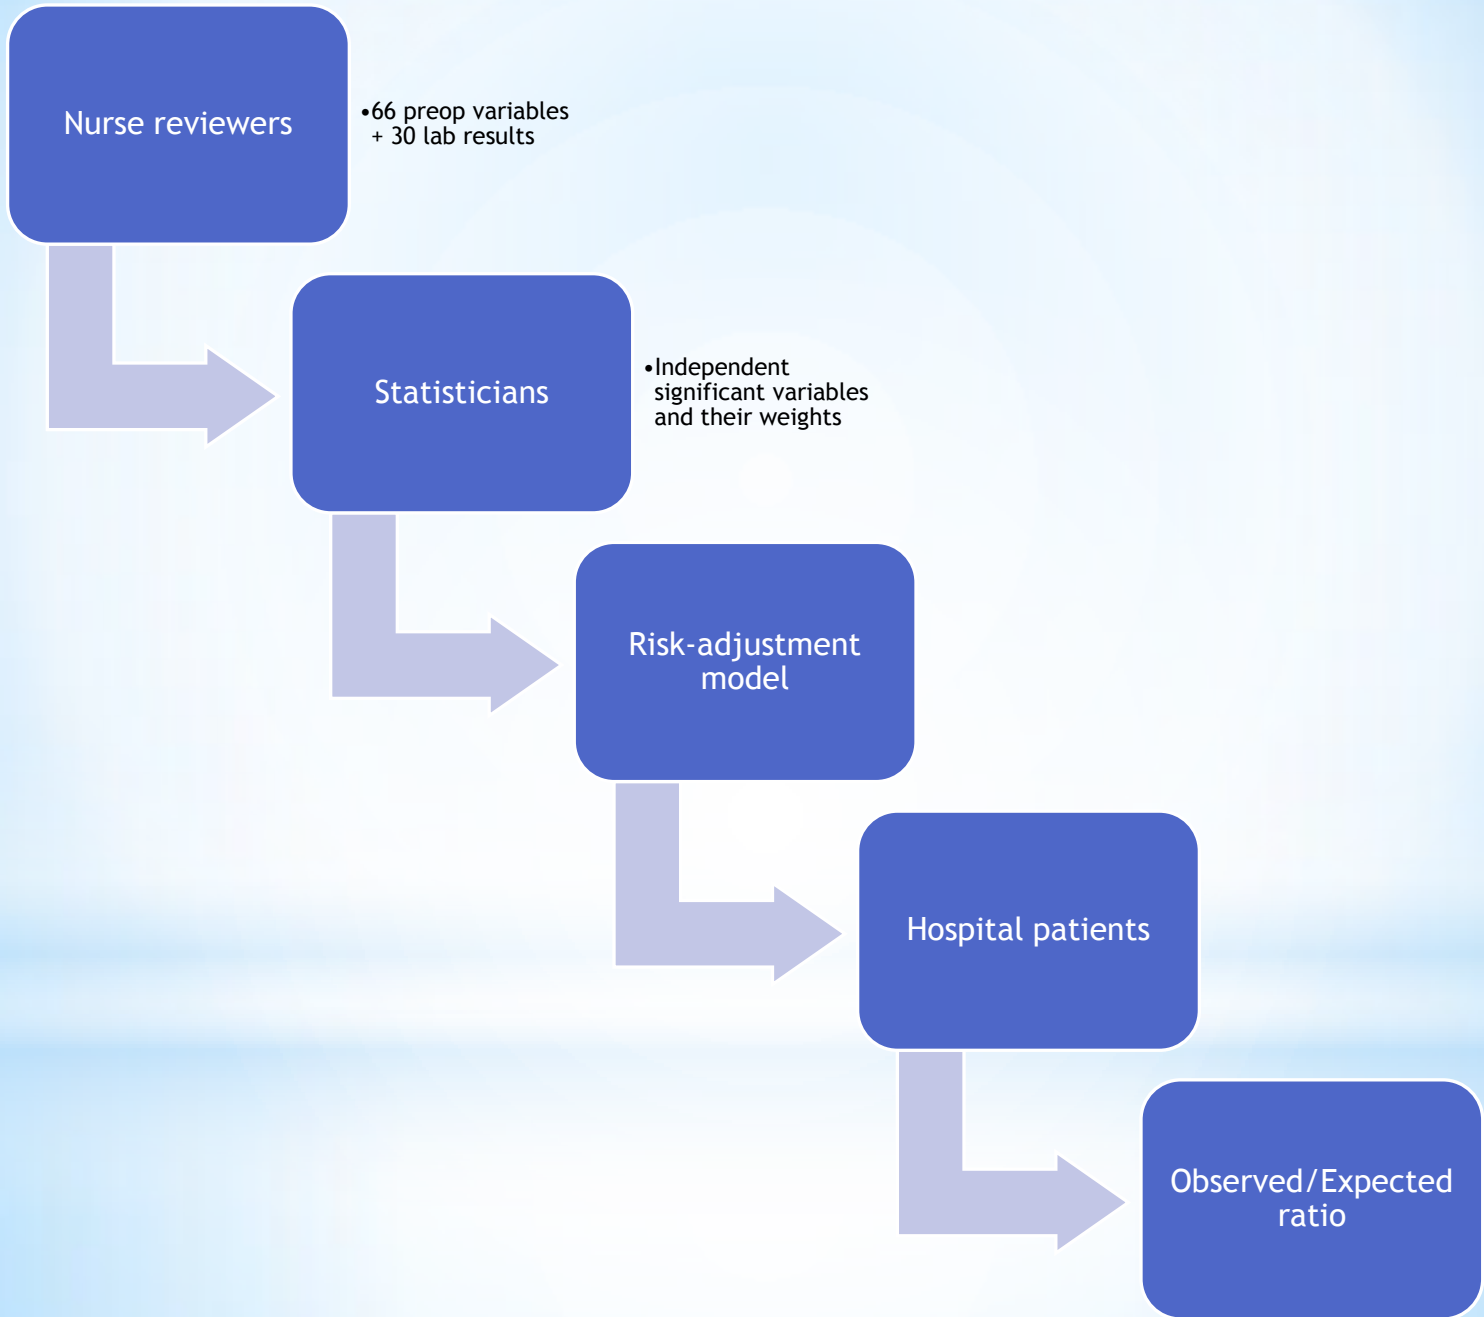 Nurse reviewers
•66 preop variables
+ 30 lab results
Statisticians
•Independent
significant variables
and their weights
Risk-adjustment
model
Hospital patients
Observed/Expected
ratio